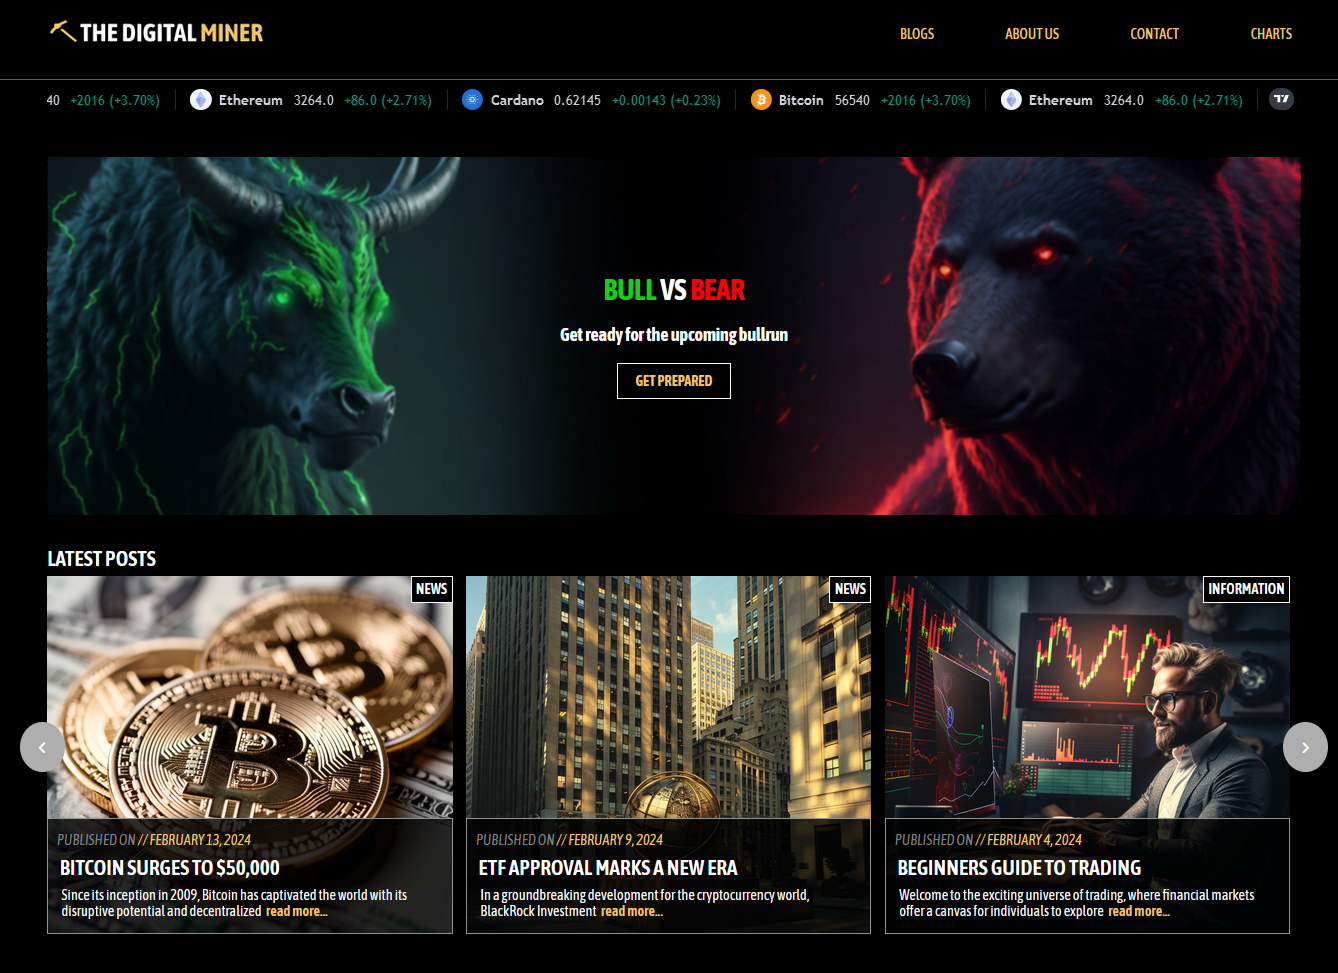 THE DIGITAL MINER
BLOGS
ABOUT US
CONTACT
CHARTS
40 +2016 (+3.70%) Ethereum 3264.0 +86.0 (+2.71%) Cardano 0.62145 +0.00143 (+0.23%) Bitcoin 56540 +2016 (+3.70%) Ethereum 3264.0 +86.0 (+2.71%)
BULL VS BEAR
Get ready for the upcoming bullrun
GET PREPARED
LATEST POSTS
NEWS
PUBLISHED ON // FEBRUARY 13, 2024
BITCOIN SURGES TO $50,000
Since its inception in 2009, Bitcoin has captivated the world with its
disruptive potential and decentralized read more...
NEWS
PUBLISHED ON // FEBRUARY 9, 2024
ETF APPROVAL MARKS A NEW ERA
In a groundbreaking development for the cryptocurrency world,
BlackRock Investment read more...
INFORMATION
PUBLISHED ON // FEBRUARY 4, 2024
BEGINNERS GUIDE TO TRADING
Welcome to the exciting universe of trading, where financial markets
offer a canvas for individuals to explore read more...